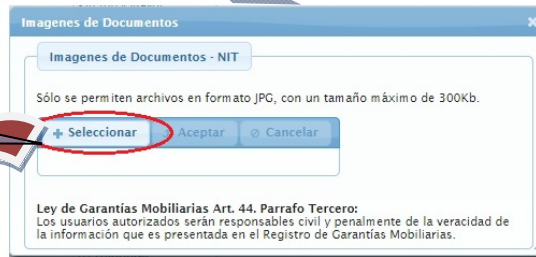 Imagenes de Documentos
Imagenes de Documentos - NIT
Sólo se permiten archivos en formato JPG, con un tamaño máximo de 300Kb.
+ Seleccionar Aceptar Cancelar
Ley de Garantías Mobiliarias Art. 44. Parrafo Tercero:
Los usuarios autorizados serán responsables civil y penalmente de la veracidad de
la información que es presentada en el Registro de Garantías Mobiliarias.